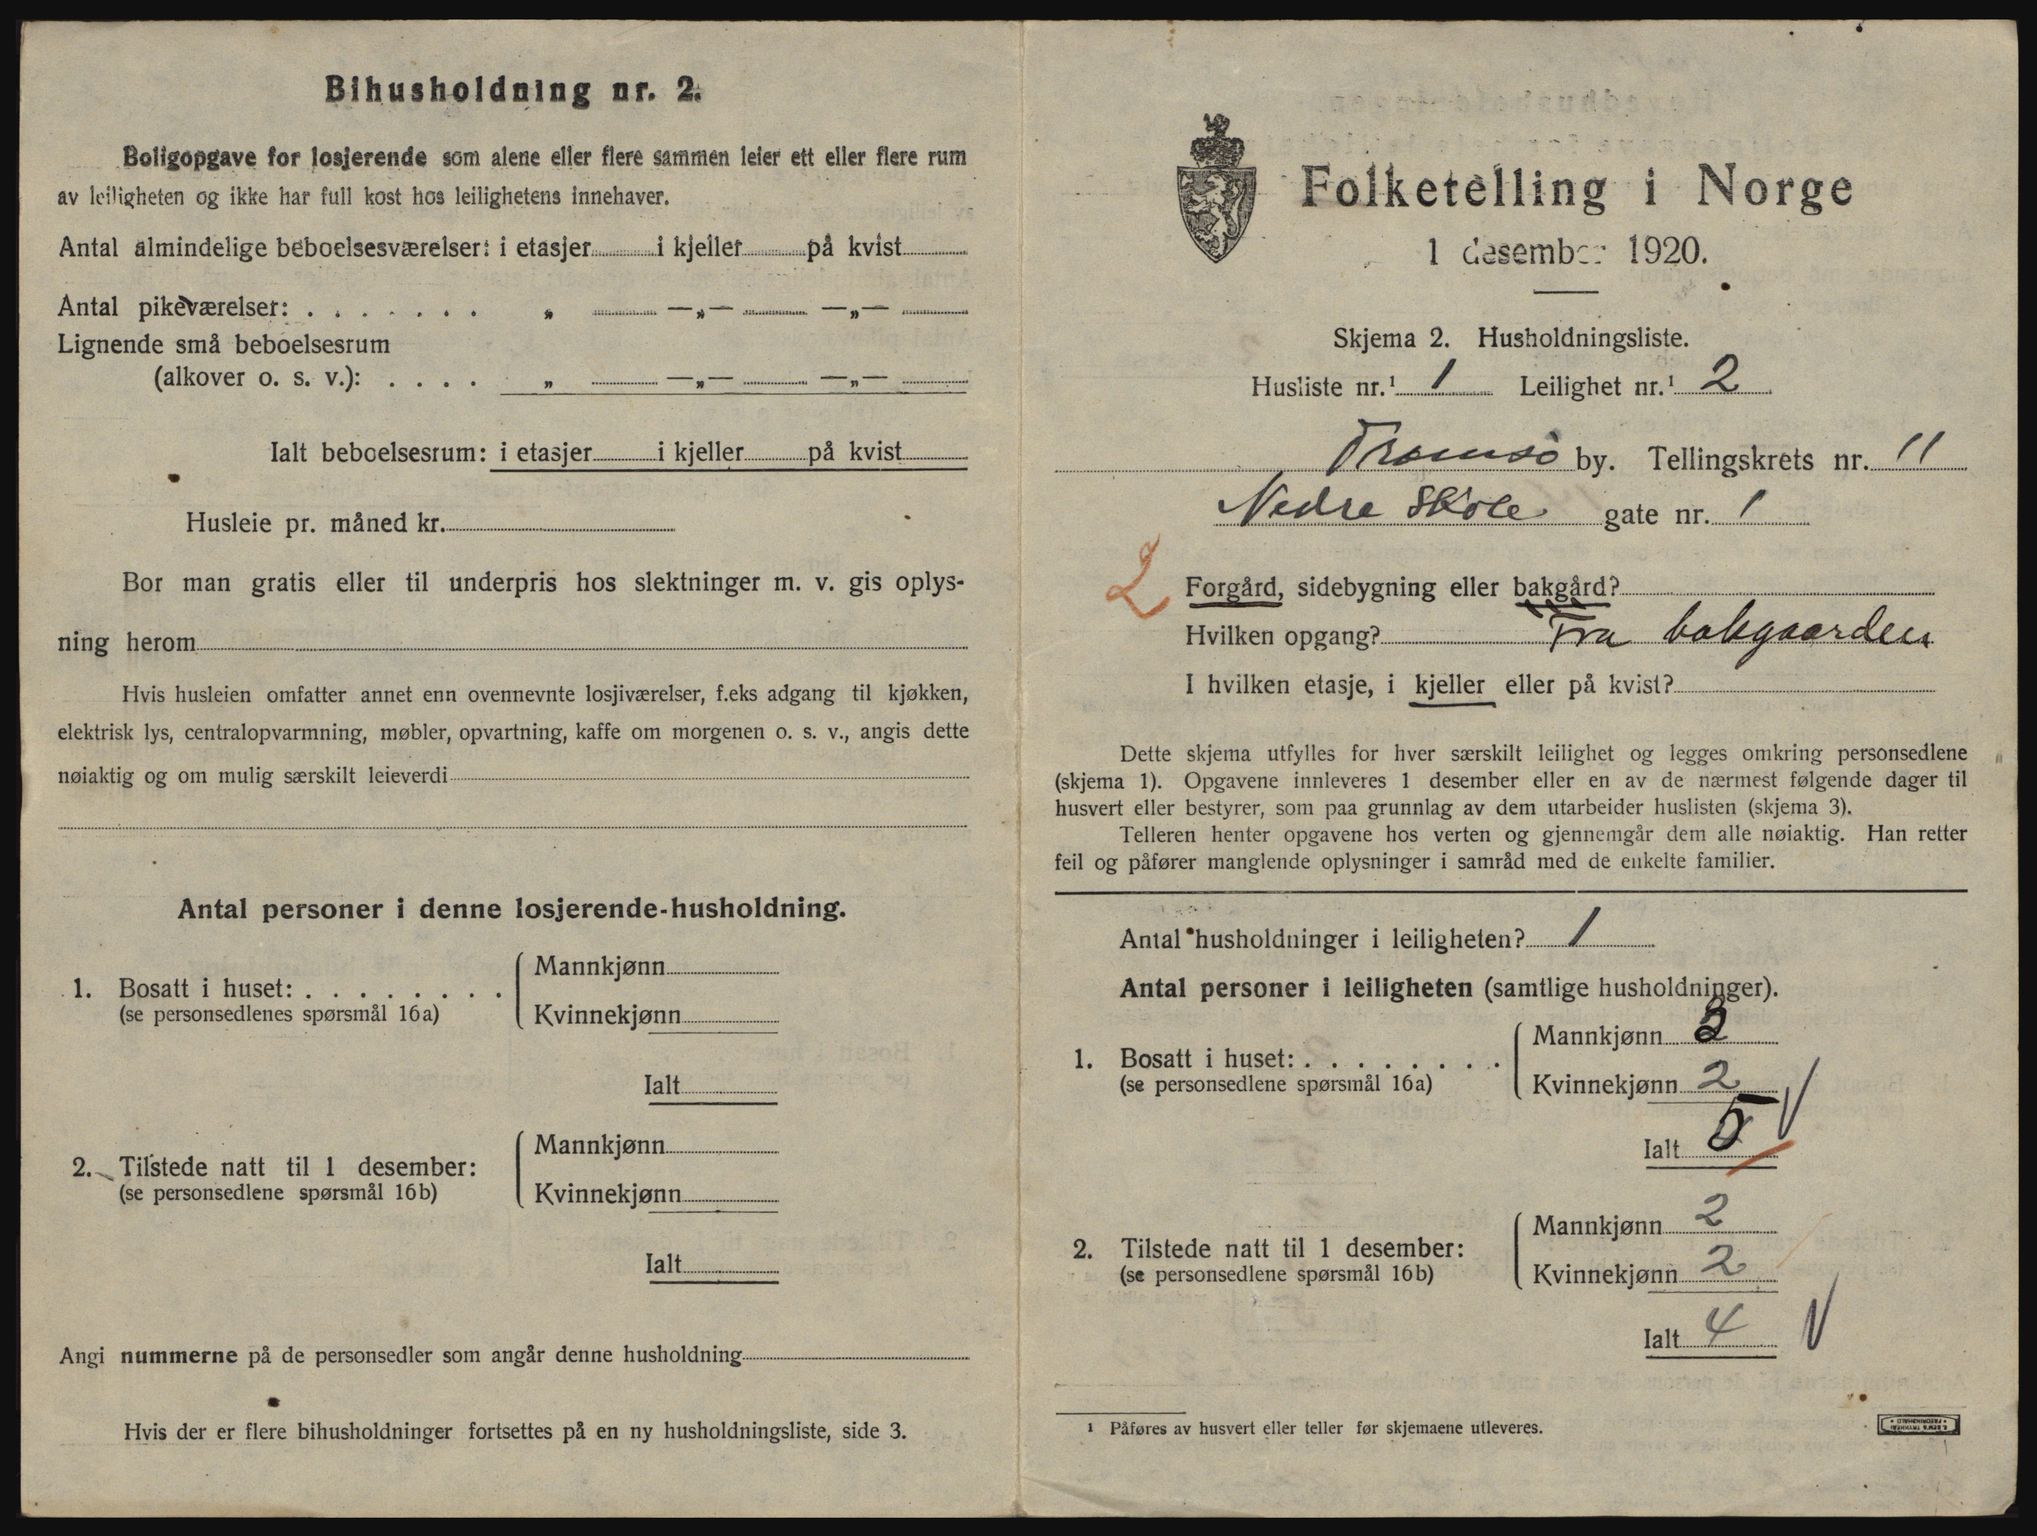 Bihusholdning nr. 2.
Boligopgave for losjerende som alene eller flere sammen leier ett eller flere rum
av leiligheten og ikke har full kost hos leilighetens innehaver.
Antal almindelige beboelsesværelser: i etasjer i kjeller på kvist
Antal pikeværelser: . . . . . . . „ —„— —„—
Lignende små beboelsesrum
(alkover o. s. v.): . . . . „ —„— —„—
Ialt beboelsesrum: i etasjer i kjeller på kvist
Husleie pr. måned kr.
Bor man gratis eller til underpris hos slektninger m. v. gis oplys-
ning herom
Hvis husleien omfatter annet enn ovennevnte losjiværelser, f.eks adgang til kjøkken,
elektrisk lys, centralopvarmning, møbler, opvartning, kaffe om morgenen o. s. v., angis dette
nøiaktig og om mulig særskilt leieverdi
Antal personer i denne losjerende-husholdning.
Mannkjønn
1. Bosatt i huset: . . . . . . . .
(se personsedlenes spørsmål 16a)
Kvinnekjønn
Ialt
Mannkjønn
2. Tilstede natt til 1 desember:
(se personsedlene spørsmål 16b)
Kvinnekjønn
Ialt
Angi nummerne på de personsedler som angår denne husholdning
Hvis der er flere bihusholdninger fortsettes på en ny husholdningsliste, side 3.
Folketelling i Norge
1 desember 1920.
Skjema 2. Husholdningsliste.
Husliste nr.¹ 1 Leilighet nr.¹ 2
Tromsø by. Tellingskrets nr. 11
Nedre Skole gate nr. 1
2 Forgård, sidebygning eller bakgård?
Hvilken opgang? Fra bakgaarden
I hvilken etasje, i kjeller eller på kvist?
Dette skjema utfylles for hver særskilt leilighet og legges omkring personsedlene
(skjema 1). Opgavene innleveres 1 desember eller en av de nærmest følgende dager til
husvert eller bestyrer, som paa grunnlag av dem utarbeider huslisten (skjema 3).
Telleren henter opgavene hos verten og gjennemgår dem alle nøiaktig. Han retter
feil og påfører manglende oplysninger i samråd med de enkelte familier.
Antal husholdninger i leiligheten? 1
Antal personer i leiligheten (samtlige husholdninger).
Mannkjønn 3
1. Bosatt i huset: . . . . . . . .
(se personsedlene spørsmål 16a)
Kvinnekjønn 2
Ialt 5
Mannkjønn 2
2. Tilstede natt til 1 desember:
(se personsedlene spørsmål 16b)
Kvinnekjønn 2
Ialt 4
¹ Påføres av husvert eller teller før skjemaene utleveres.